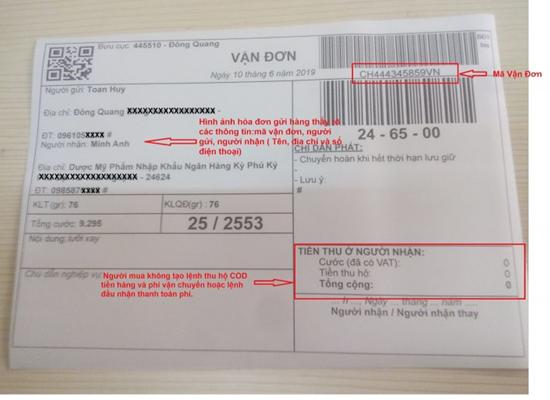 Bưu cục: 445510 - Đông Quang
BĐ1
VẬN ĐƠN
Ngày 10 tháng 6 năm 2019
CH444345859VN
Mã Vận Đơn
Người gửi: Toan Huy
Địa chỉ: Đông Quang XXXXXXXXXXXXXXXXX -
Hình ảnh hóa đơn gửi hàng thấy rõ
các thông tin:mã vận đơn, người
gửi, người nhận ( Tên, địa chỉ và số
điện thoại)
ĐT: 096105XXXX #
Người nhận: Minh Anh
24 - 65 - 00
CHỈ DẪN PHÁT:
- Chuyển hoàn khi hết thời hạn lưu giữ
-
- Lưu ý:
#
Địa chỉ: Dược Mỹ Phẩm Nhập Khẩu Ngân Hàng Ký Phú Ký
XXXXXXXXXXXXXXXXXX - 24624
ĐT: 098587XXXX #
KLT(gr): 76
KLQĐ(gr) : 76
Tổng cước: 9.295
25 / 2553
Nội dung: lưỡi xay
Chỉ dẫn nghiệp vụ
Người mua không tạo lệnh thu hộ COD
tiền hàng và phí vận chuyển hoặc lệnh
đầu nhận thanh toán phí.
TIỀN THU Ở NGƯỜI NHẬN:
Cước (đã có VAT): 0
Tiền thu hộ: 0
Tổng cộng: 0
... h ..., Ngày ... tháng ... năm .....
Người nhận / Người nhận thay